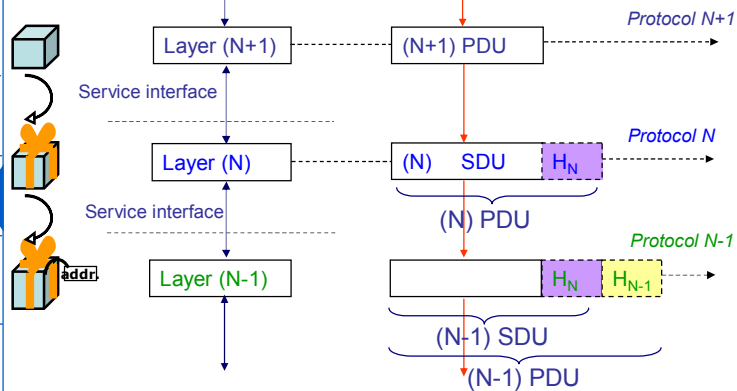 Protocol N+1
Layer (N+1)
(N+1) PDU
Service interface
Protocol N
Layer (N)
(N) SDU
H_N
Service interface
(N) PDU
Protocol N-1
addr.
Layer (N-1)
H_N
H_N-1
(N-1) SDU
(N-1) PDU